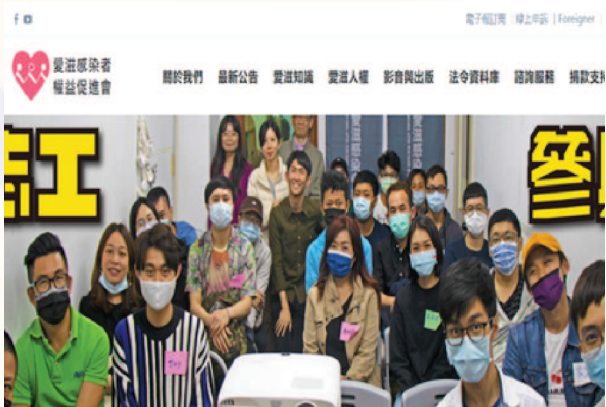 電子報訂閱 | 線上申訴 | Foreigner
愛滋感染者
權益促進會
關於我們 最新公告 愛滋知識 愛滋人權 影音與出版 法令資料庫 諮詢服務 捐款支持
志工 參與